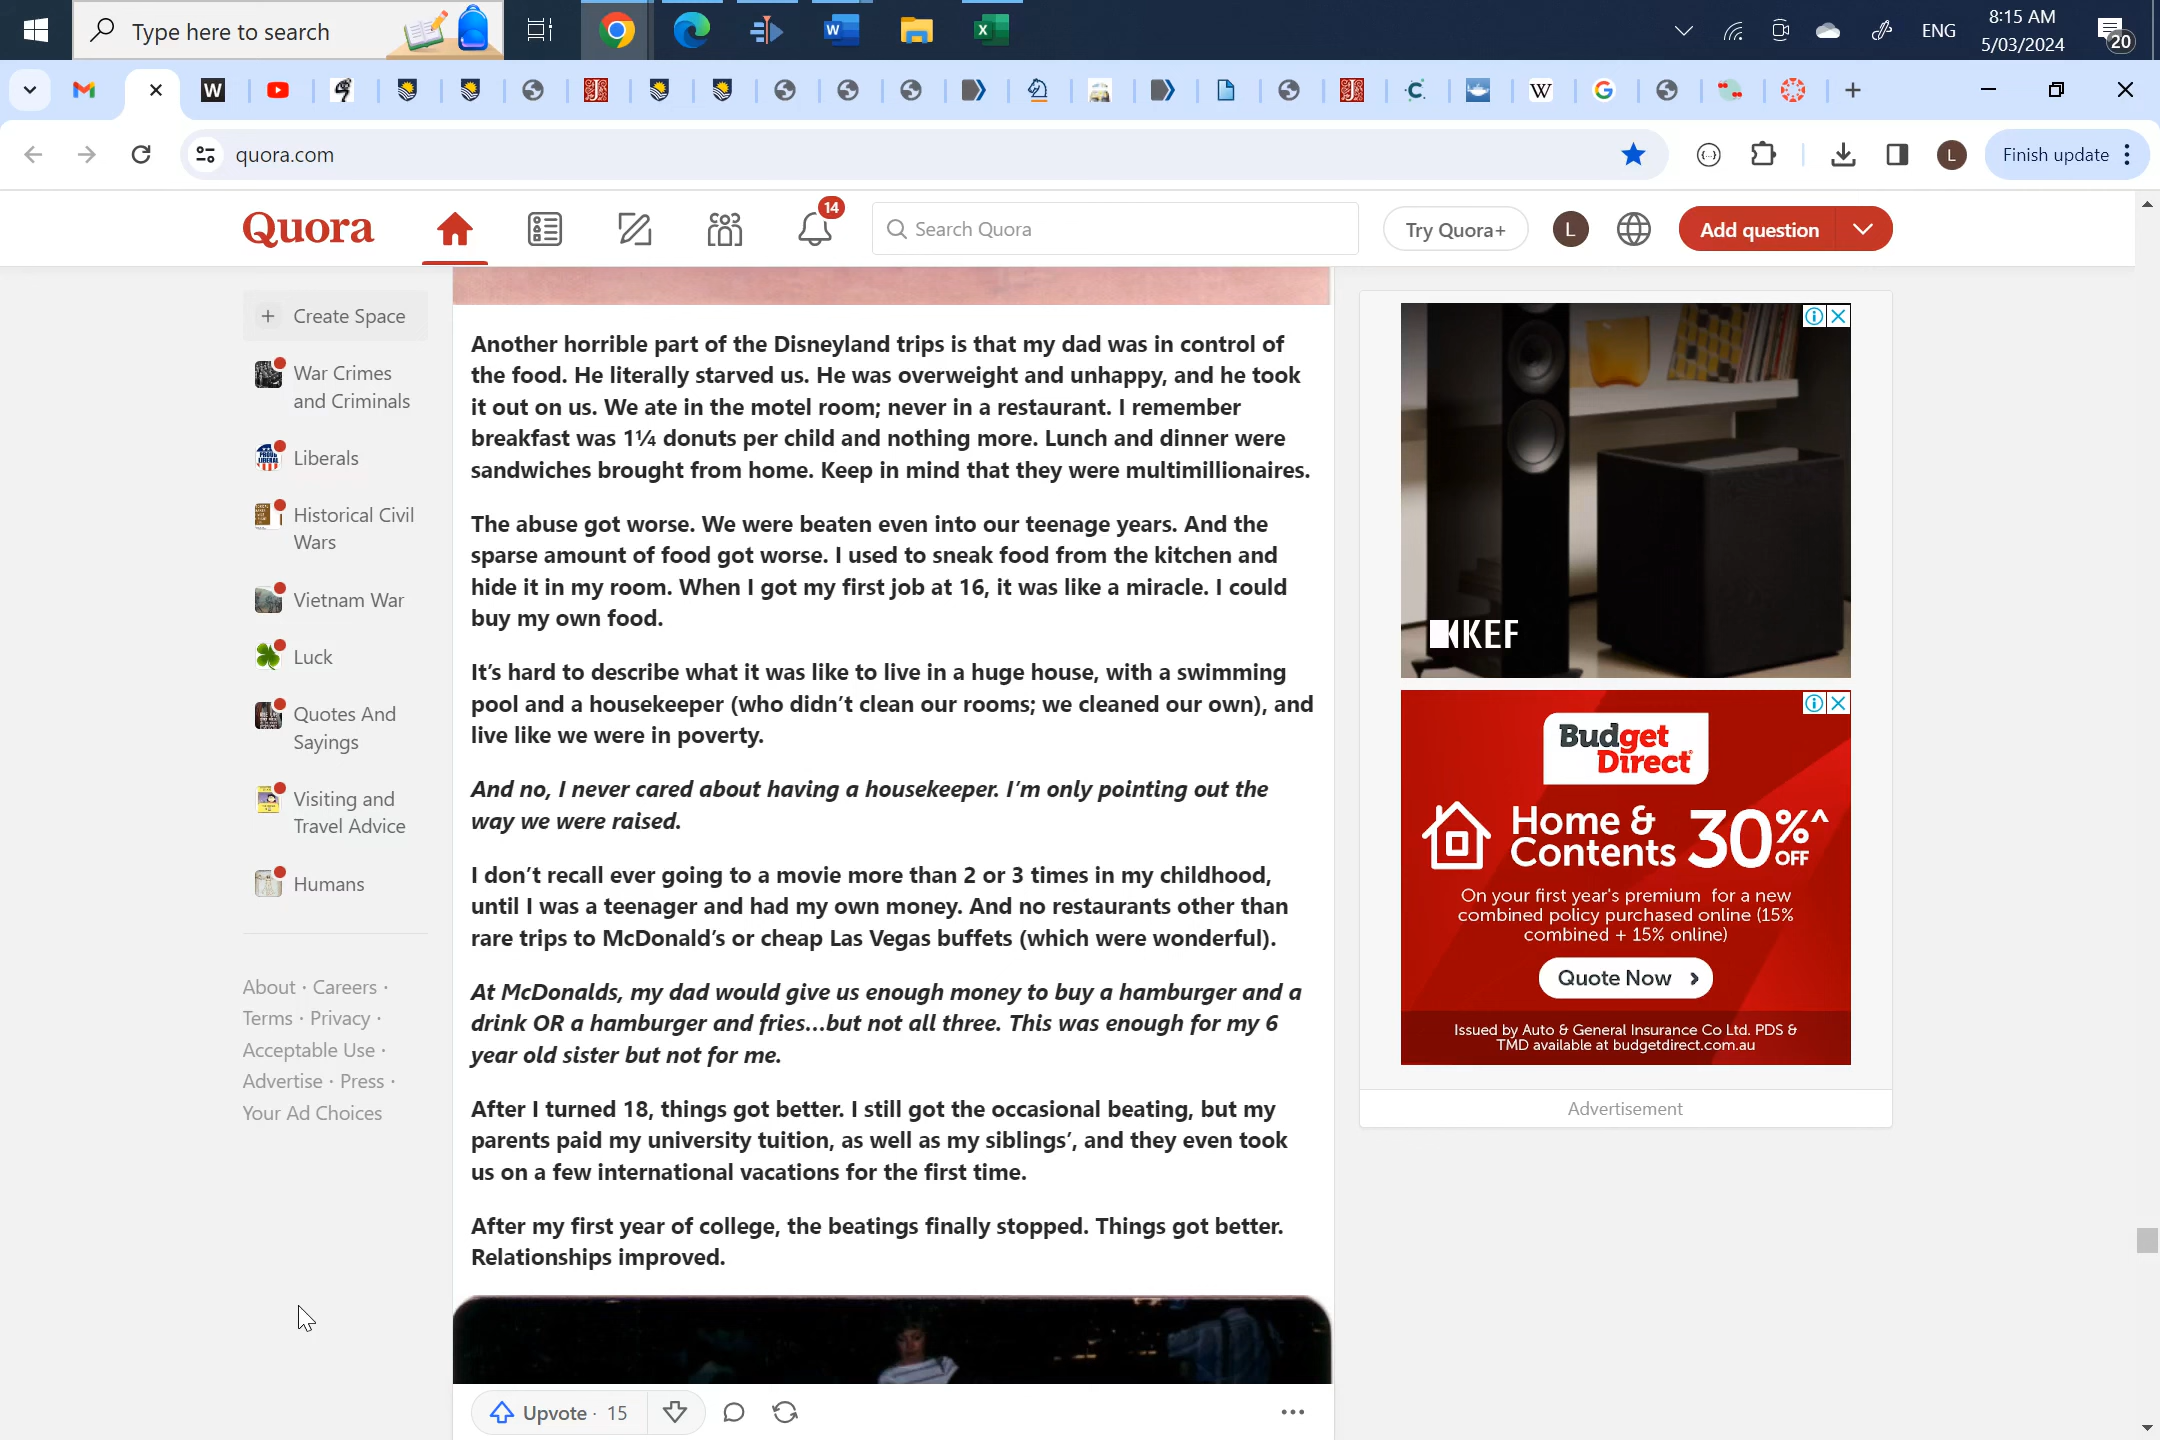 Type here to search
ENG
8:15 AM
5/03/2024
20
quora.com
L
Finish update
Quora
14
Search Quora
Try Quora+
L
Add question
Create Space
War Crimes
and Criminals
Liberals
Historical Civil
Wars
Vietnam War
Luck
Quotes And
Sayings
Visiting and
Travel Advice
Humans
About · Careers ·
Terms · Privacy ·
Acceptable Use ·
Advertise · Press ·
Your Ad Choices
Another horrible part of the Disneyland trips is that my dad was in control of
the food. He literally starved us. He was overweight and unhappy, and he took
it out on us. We ate in the motel room; never in a restaurant. I remember
breakfast was 1¼ donuts per child and nothing more. Lunch and dinner were
sandwiches brought from home. Keep in mind that they were multimillionaires.
The abuse got worse. We were beaten even into our teenage years. And the
sparse amount of food got worse. I used to sneak food from the kitchen and
hide it in my room. When I got my first job at 16, it was like a miracle. I could
buy my own food.
It’s hard to describe what it was like to live in a huge house, with a swimming
pool and a housekeeper (who didn’t clean our rooms; we cleaned our own), and
live like we were in poverty.
And no, I never cared about having a housekeeper. I’m only pointing out the
way we were raised.
I don’t recall ever going to a movie more than 2 or 3 times in my childhood,
until I was a teenager and had my own money. And no restaurants other than
rare trips to McDonald’s or cheap Las Vegas buffets (which were wonderful).
At McDonalds, my dad would give us enough money to buy a hamburger and a
drink OR a hamburger and fries...but not all three. This was enough for my 6
year old sister but not for me.
After I turned 18, things got better. I still got the occasional beating, but my
parents paid my university tuition, as well as my siblings’, and they even took
us on a few international vacations for the first time.
After my first year of college, the beatings finally stopped. Things got better.
Relationships improved.
Upvote · 15
KEF
Budget
Direct
Home &
Contents
30%^
OFF
On your first year's premium for a new
combined policy purchased online (15%
combined + 15% online)
Quote Now
Issued by Auto & General Insurance Co Ltd. PDS &
TMD available at budgetdirect.com.au
Advertisement